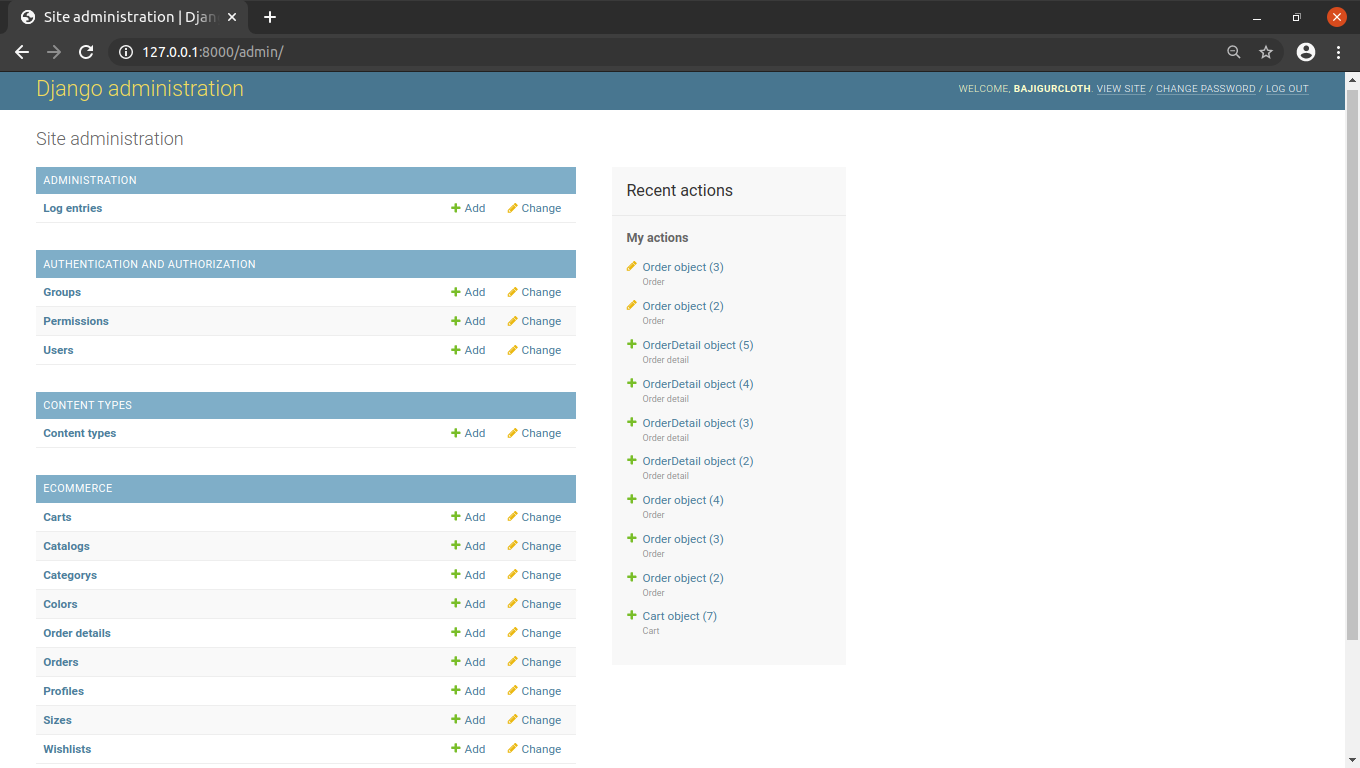 Site administration | Djan
127.0.0.1:8000/admin/
Django administration
WELCOME, BAJIGURCLOTH. VIEW SITE / CHANGE PASSWORD / LOG OUT
Site administration
ADMINISTRATION
Log entries Add Change
AUTHENTICATION AND AUTHORIZATION
Groups Add Change
Permissions Add Change
Users Add Change
CONTENT TYPES
Content types Add Change
ECOMMERCE
Carts Add Change
Catalogs Add Change
Categorys Add Change
Colors Add Change
Order details Add Change
Orders Add Change
Profiles Add Change
Sizes Add Change
Wishlists Add Change
Recent actions
My actions
Order object (3)
Order
Order object (2)
Order
OrderDetail object (5)
Order detail
OrderDetail object (4)
Order detail
OrderDetail object (3)
Order detail
OrderDetail object (2)
Order detail
Order object (4)
Order
Order object (3)
Order
Order object (2)
Order
Cart object (7)
Cart